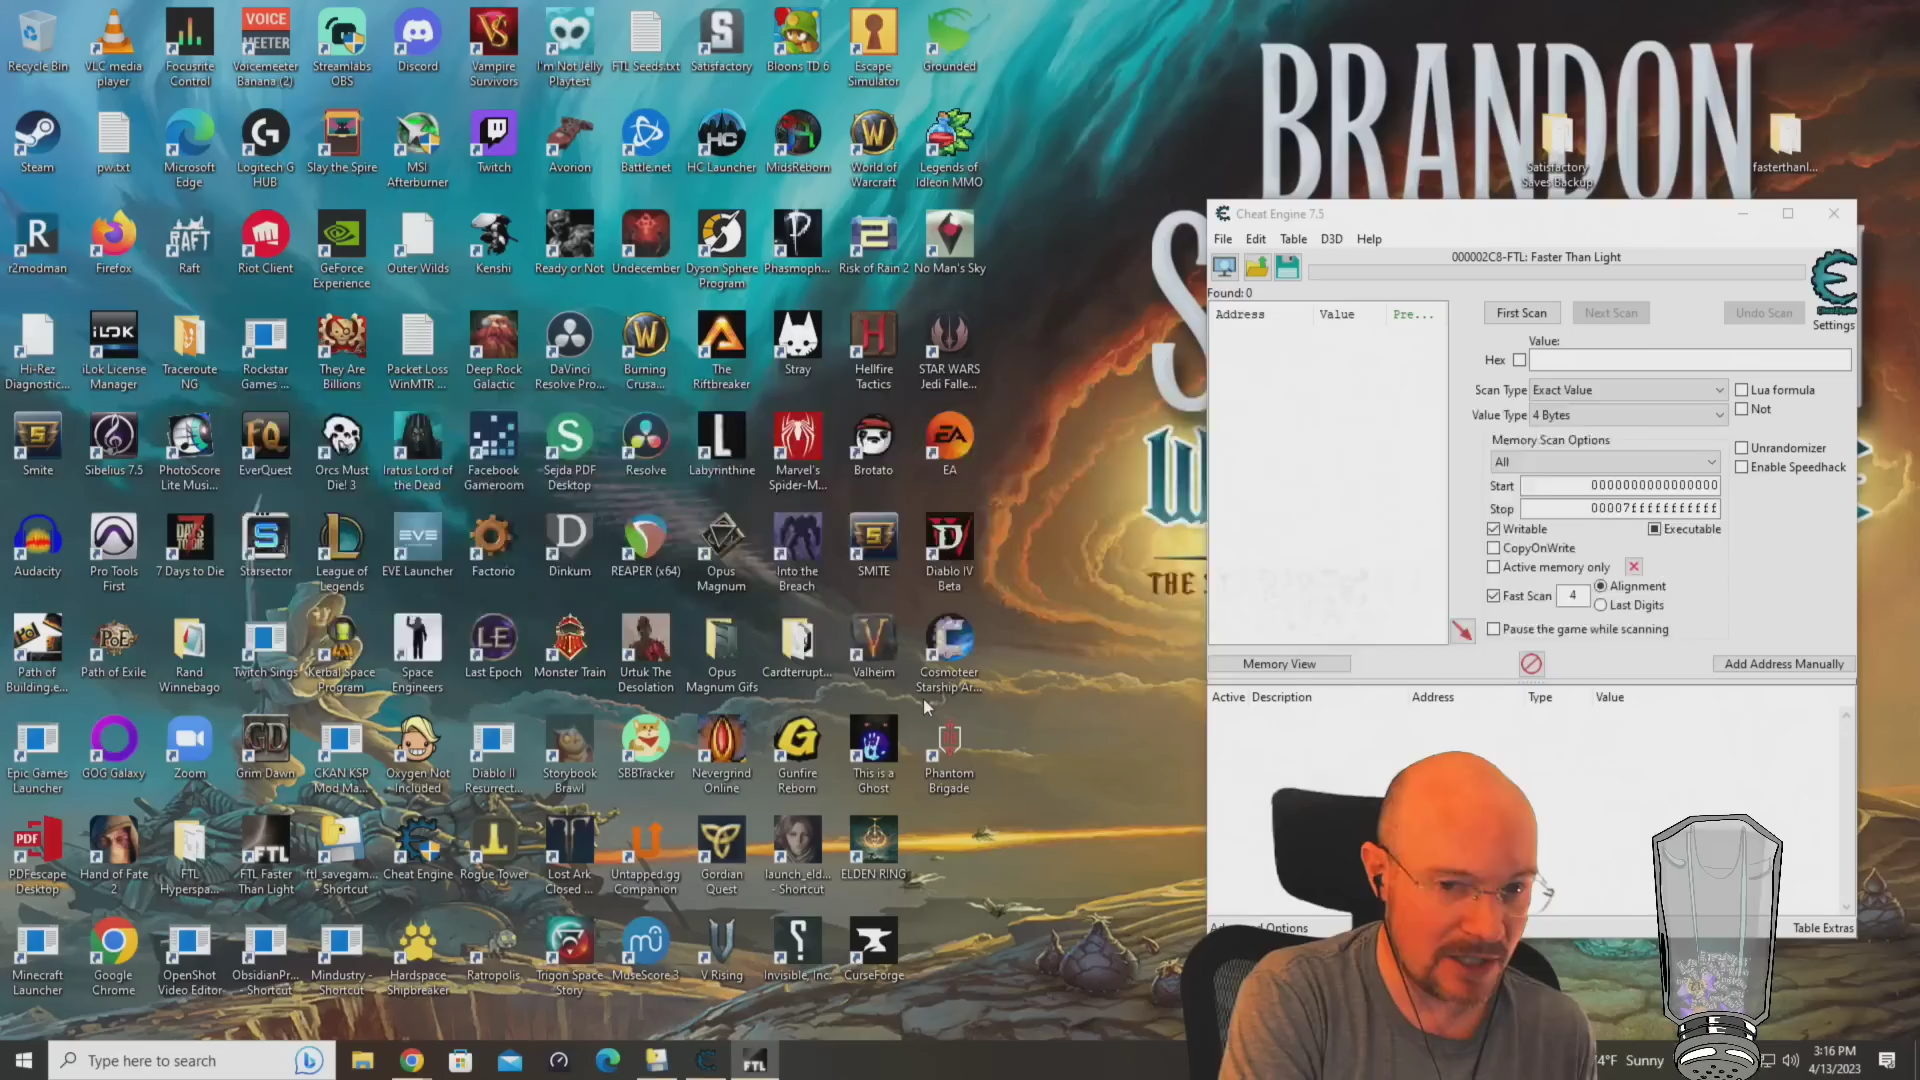 Recycle Bin
VLC media player
Focusrite Control
Voicemeeter Banana (2)
Streamlabs OBS
Discord
Vampire Survivors
I'm Not Jelly Playtest
FTL Seeds.txt
Satisfactory
Bloons TD 6
Escape Simulator
Grounded
Steam
pw.txt
Microsoft Edge
Logitech G HUB
Slay the Spire
MSI Afterburner
Twitch
Avorion
Battle.net
HC Launcher
MidsReborn
World of Warcraft
Legends of Idleon MMO
r2modman
Firefox
Raft
Riot Client
GeForce Experience
Outer Wilds
Kenshi
Ready or Not
Undecember
Dyson Sphere Program
Phasmoph...
Risk of Rain 2
No Man's Sky
Hi-Rez Diagnostic...
iLok License Manager
Traceroute NG
Rockstar Games ...
They Are Billions
Packet Loss WinMTR ...
Deep Rock Galactic
DaVinci Resolve Pro...
Burning Crusa...
The Riftbreaker
Stray
Hellfire Tactics
STAR WARS Jedi Falle...
Smite
Sibelius 7.5
PhotoScore Lite Musi...
EverQuest
Orcs Must Die! 3
Iratus Lord of the Dead
Facebook Gameroom
Sejda PDF Desktop
Resolve
Labyrinthine
Marvel's Spider-M...
Brotato
EA
Audacity
Pro Tools First
7 Days to Die
Starsector
League of Legends
EVE Launcher
Factorio
Dinkum
REAPER (x64)
Opus Magnum
Into the Breach
SMITE
Diablo IV Beta
Path of Building.e...
Path of Exile
Rand Winnebago
Twitch Sings
Kerbal Space Program
Space Engineers
Last Epoch
Monster Train
Urtuk The Desolation
Opus Magnum Gifs
Cardterrupt...
Valheim
Cosmoteer Starship Ar...
Epic Games Launcher
GOG Galaxy
Zoom
Grim Dawn
CKAN KSP Mod Ma...
Oxygen Not Included
Diablo II Resurrect...
Storybook Brawl
SBBTracker
Nevergrind Online
Gunfire Reborn
This is a Ghost
Phantom Brigade
PDFescape Desktop
Hand of Fate 2
FTL Hyperspa...
FTL Faster Than Light
ftl_savegam... - Shortcut
Cheat Engine
Rogue Tower
Lost Ark Closed ...
Untapped.gg Companion
Gordian Quest
launch_eld... - Shortcut
ELDEN RING
Minecraft Launcher
Google Chrome
OpenShot Video Editor
ObsidianPr... - Shortcut
Mindustry - Shortcut
Hardspace Shipbreaker
Ratropolis
Trigon Space Story
MuseScore 3
V Rising
Invisible, Inc.
CurseForge
BRANDON
Satisfactory Saves Backup
fasterthanl...
Cheat Engine 7.5
File Edit Table D3D Help
000002C8-FTL: Faster Than Light
Found: 0
Address Value Pre...
First Scan Next Scan Undo Scan
Settings
Value:
Hex
Scan Type Exact Value Lua formula
Value Type 4 Bytes Not
Memory Scan Options
All
Unrandomizer
Enable Speedhack
Start 0000000000000000
Stop 00007fffffffffff
Writable Executable
CopyOnWrite
Active memory only
Fast Scan 4 Alignment
Last Digits
Pause the game while scanning
Memory View Add Address Manually
Active Description Address Type Value
Options Table Extras
Type here to search
Sunny
3:16 PM
4/13/2023